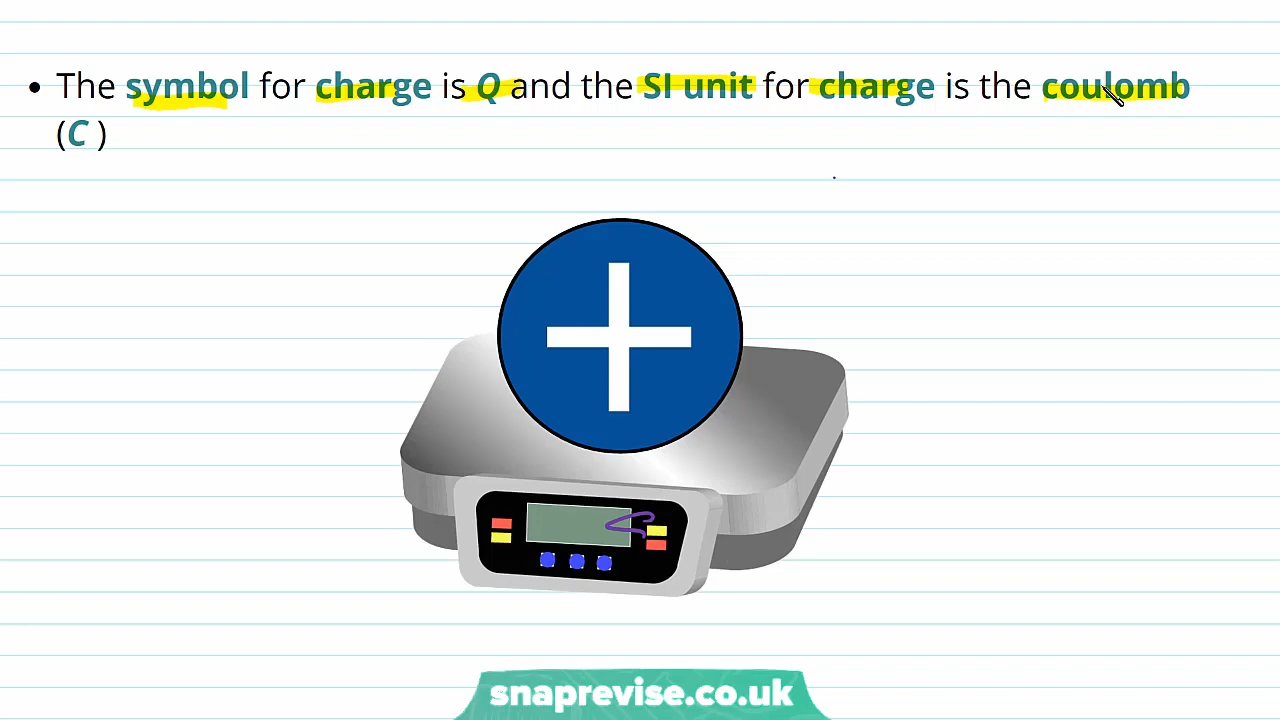 • The symbol for charge is Q and the SI unit for charge is the coulomb
(C )
C
snaprevise.co.uk